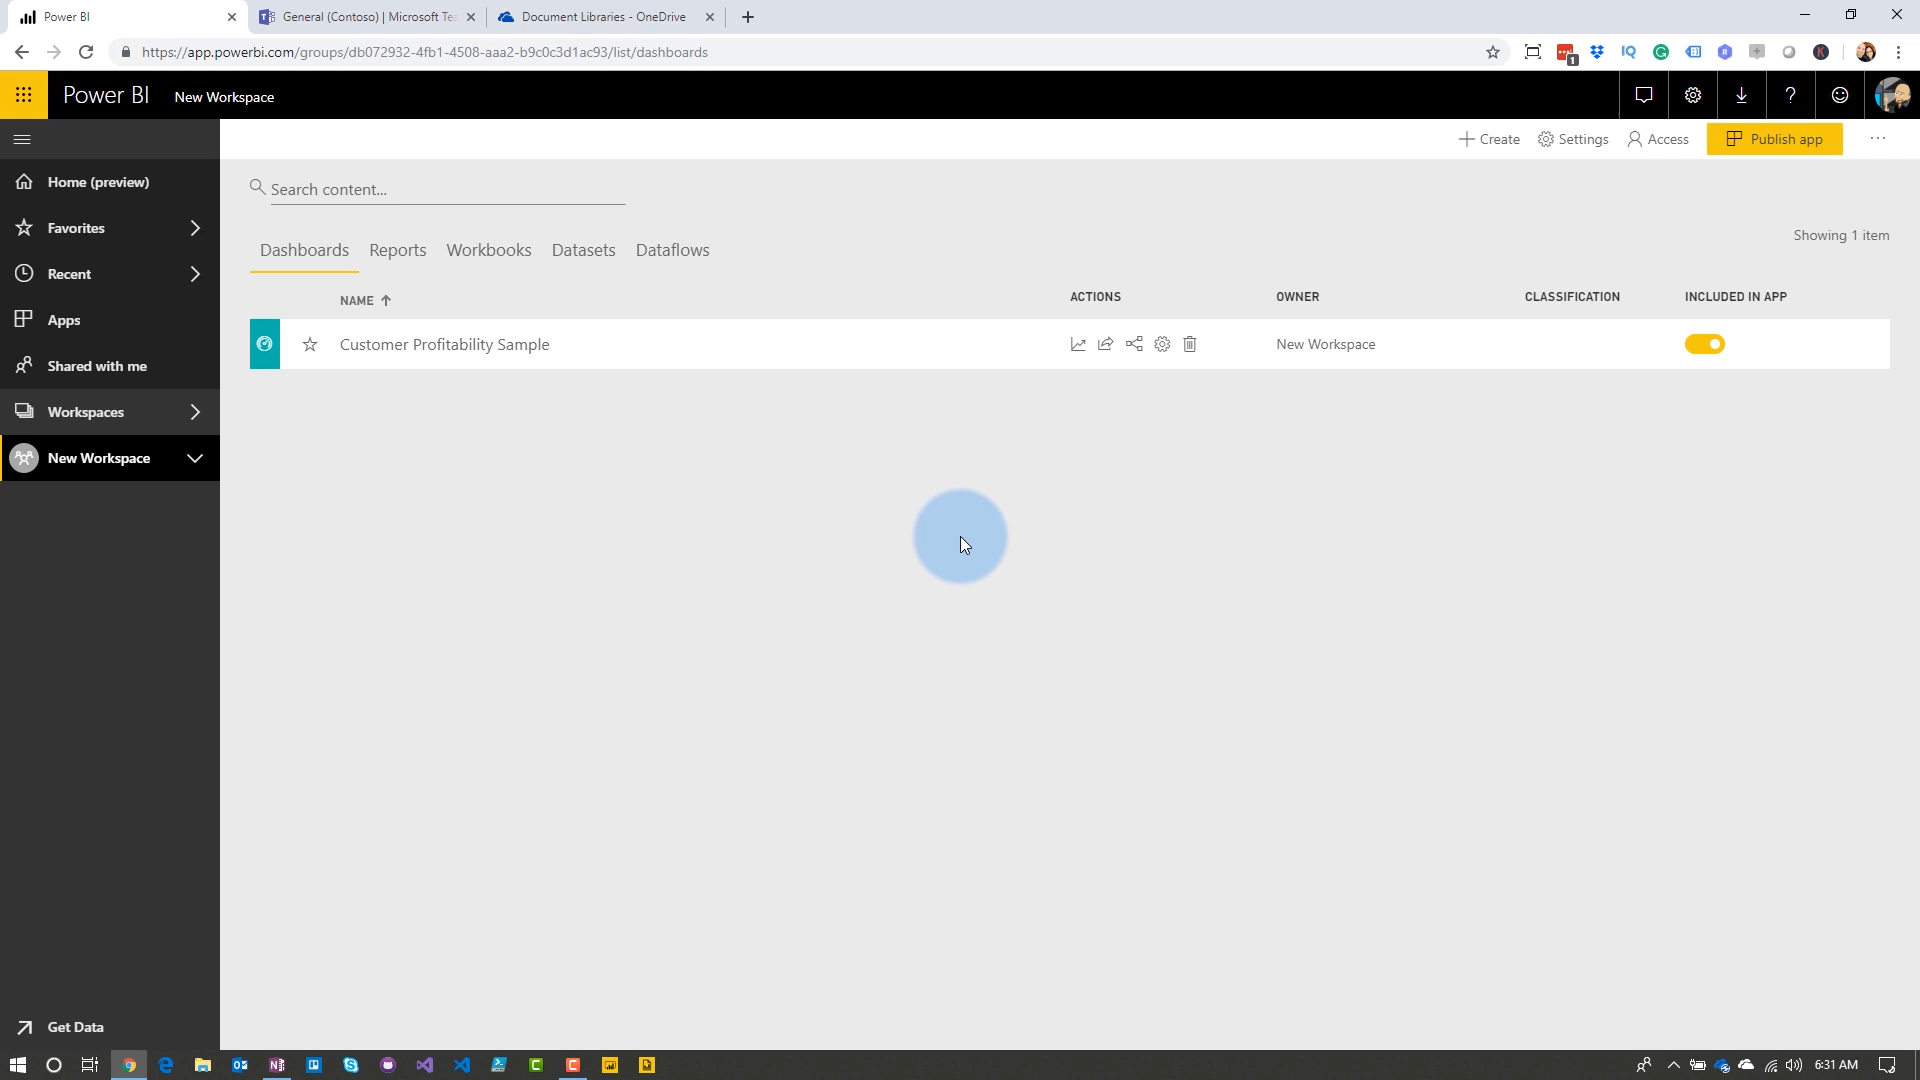 Power BI
General (Contoso) | Microsoft Te
Document Libraries - OneDrive
https://app.powerbi.com/groups/db072932-4fb1-4508-aaa2-b9c0c3d1ac93/list/dashboards
IQ
R
K
1
Power BI
New Workspace
?
Create
Settings
Access
Publish app
Home (preview)
Search content...
Favorites
Showing 1 item
Dashboards
Reports
Workbooks
Datasets
Dataflows
Recent
NAME
ACTIONS
OWNER
CLASSIFICATION
INCLUDED IN APP
Apps
Customer Profitability Sample
New Workspace
Shared with me
Workspaces
New Workspace
Get Data
6:31 AM